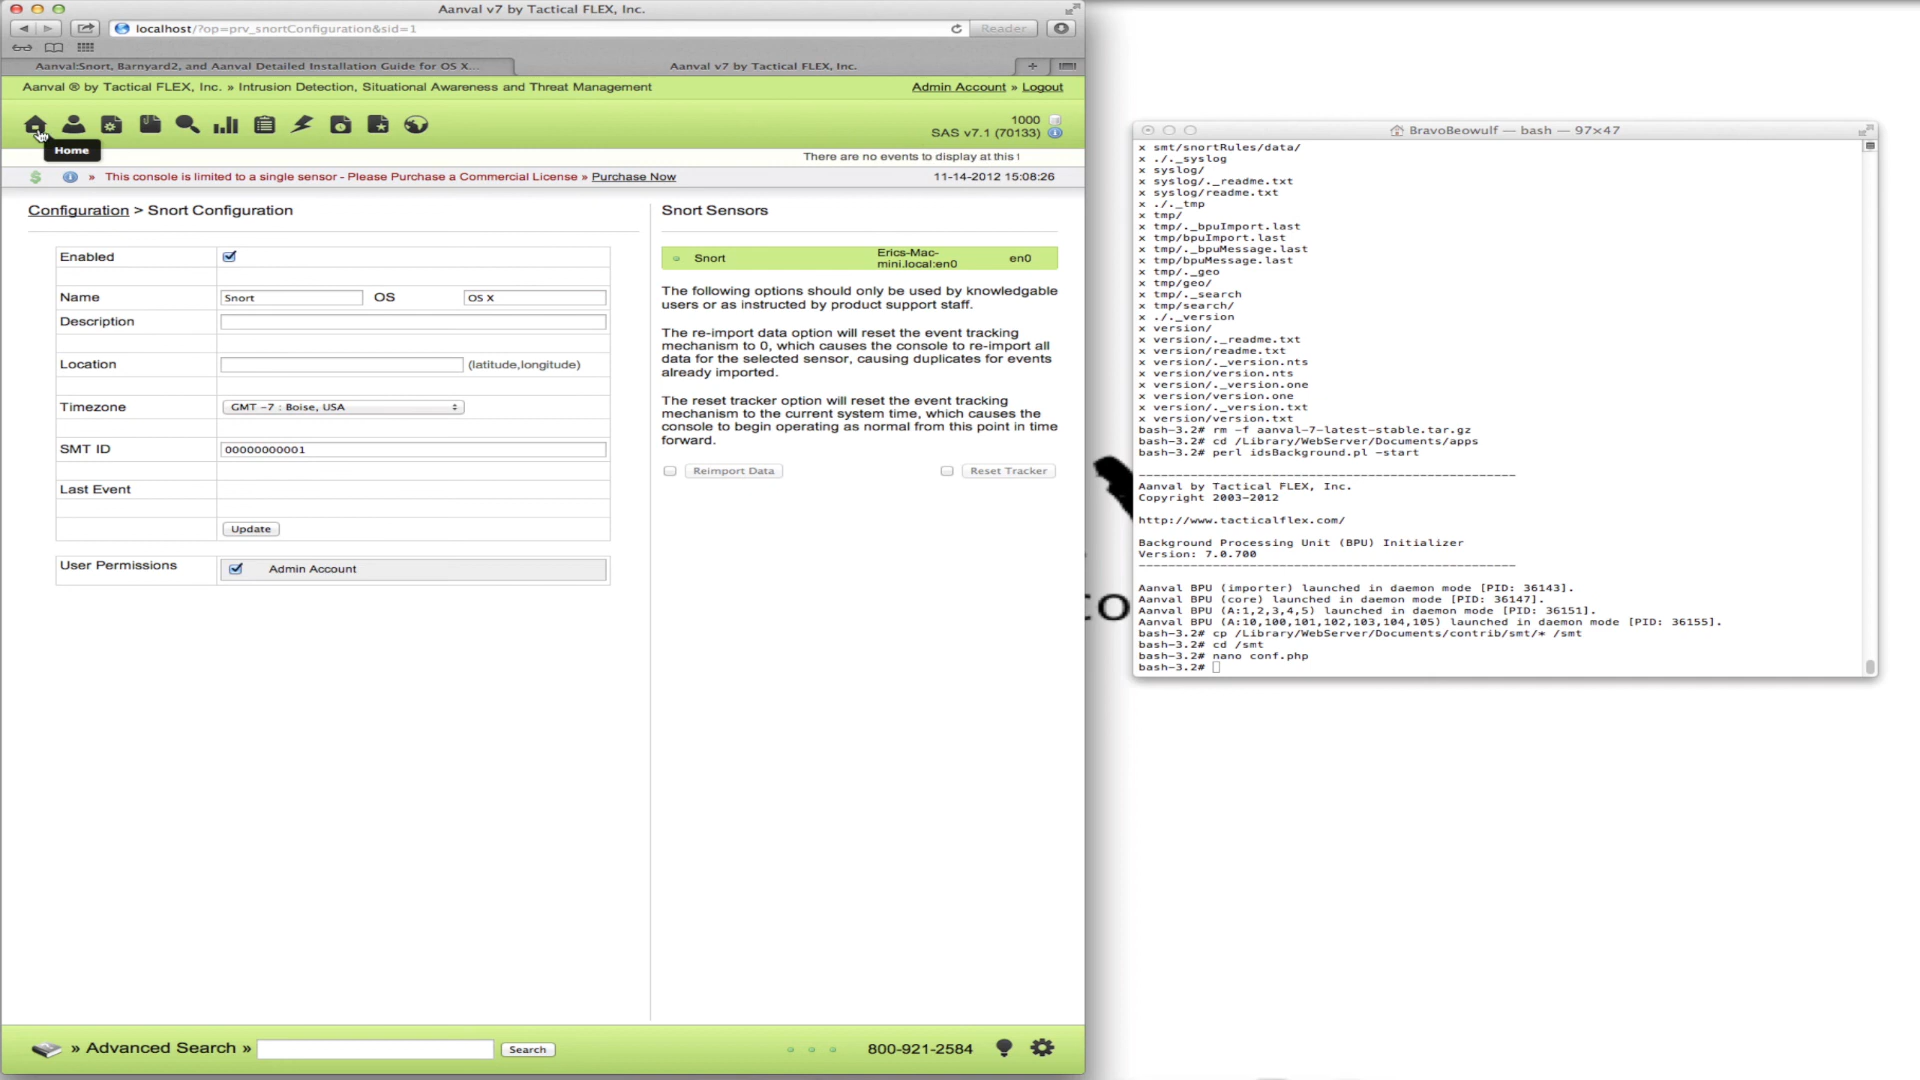 Aanval v7 by Tactical FLEX, Inc.
localhost/?op=prv_snortConfiguration&sid=1
Reader
Aanval:Snort, Barnyard2, and Aanval Detailed Installation Guide for OS X...
Aanval v7 by Tactical FLEX, Inc.
+
Aanval ® by Tactical FLEX, Inc. » Intrusion Detection, Situational Awareness and Threat Management
Admin Account » Logout
1000
SAS v7.1 (70133)
Home
There are no events to display at this t
$
» This console is limited to a single sensor - Please Purchase a Commercial License » Purchase Now
11-14-2012 15:08:26
Configuration > Snort Configuration
Enabled
Name
Snort
OS
OS X
Description
Location
(latitude,longitude)
Timezone
GMT -7 : Boise, USA
SMT ID
00000000001
Last Event
Update
User Permissions
Admin Account
Snort Sensors
Snort
Erics-Mac-
mini.local:en0
en0
The following options should only be used by knowledgable
users or as instructed by product support staff.
The re-import data option will reset the event tracking
mechanism to 0, which causes the console to re-import all
data for the selected sensor, causing duplicates for events
already imported.
The reset tracker option will reset the event tracking
mechanism to the current system time, which causes the
console to begin operating as normal from this point in time
forward.
Reimport Data
Reset Tracker
» Advanced Search »
Search
800-921-2584
BravoBeowulf — bash — 97×47
x smt/snortRules/data/
x ./._syslog
x syslog/
x syslog/._readme.txt
x syslog/readme.txt
x ./._tmp
x tmp/
x tmp/._bpuImport.last
x tmp/bpuImport.last
x tmp/._bpuMessage.last
x tmp/bpuMessage.last
x tmp/._geo
x tmp/geo/
x tmp/._search
x tmp/search/
x ./._version
x version/
x version/._readme.txt
x version/readme.txt
x version/._version.nts
x version/version.nts
x version/._version.one
x version/version.one
x version/._version.txt
x version/version.txt
bash-3.2# rm -f aanval-7-latest-stable.tar.gz
bash-3.2# cd /Library/WebServer/Documents/apps
bash-3.2# perl idsBackground.pl -start
---------------------------------------------------
Aanval by Tactical FLEX, Inc.
Copyright 2003-2012
http://www.tacticalflex.com/
Background Processing Unit (BPU) Initializer
Version: 7.0.700
---------------------------------------------------
Aanval BPU (importer) launched in daemon mode [PID: 36143].
Aanval BPU (core) launched in daemon mode [PID: 36147].
Aanval BPU (A:1,2,3,4,5) launched in daemon mode [PID: 36151].
Aanval BPU (A:10,100,101,102,103,104,105) launched in daemon mode [PID: 36155].
bash-3.2# cp /Library/WebServer/Documents/contrib/smt/* /smt
bash-3.2# cd /smt
bash-3.2# nano conf.php
bash-3.2#